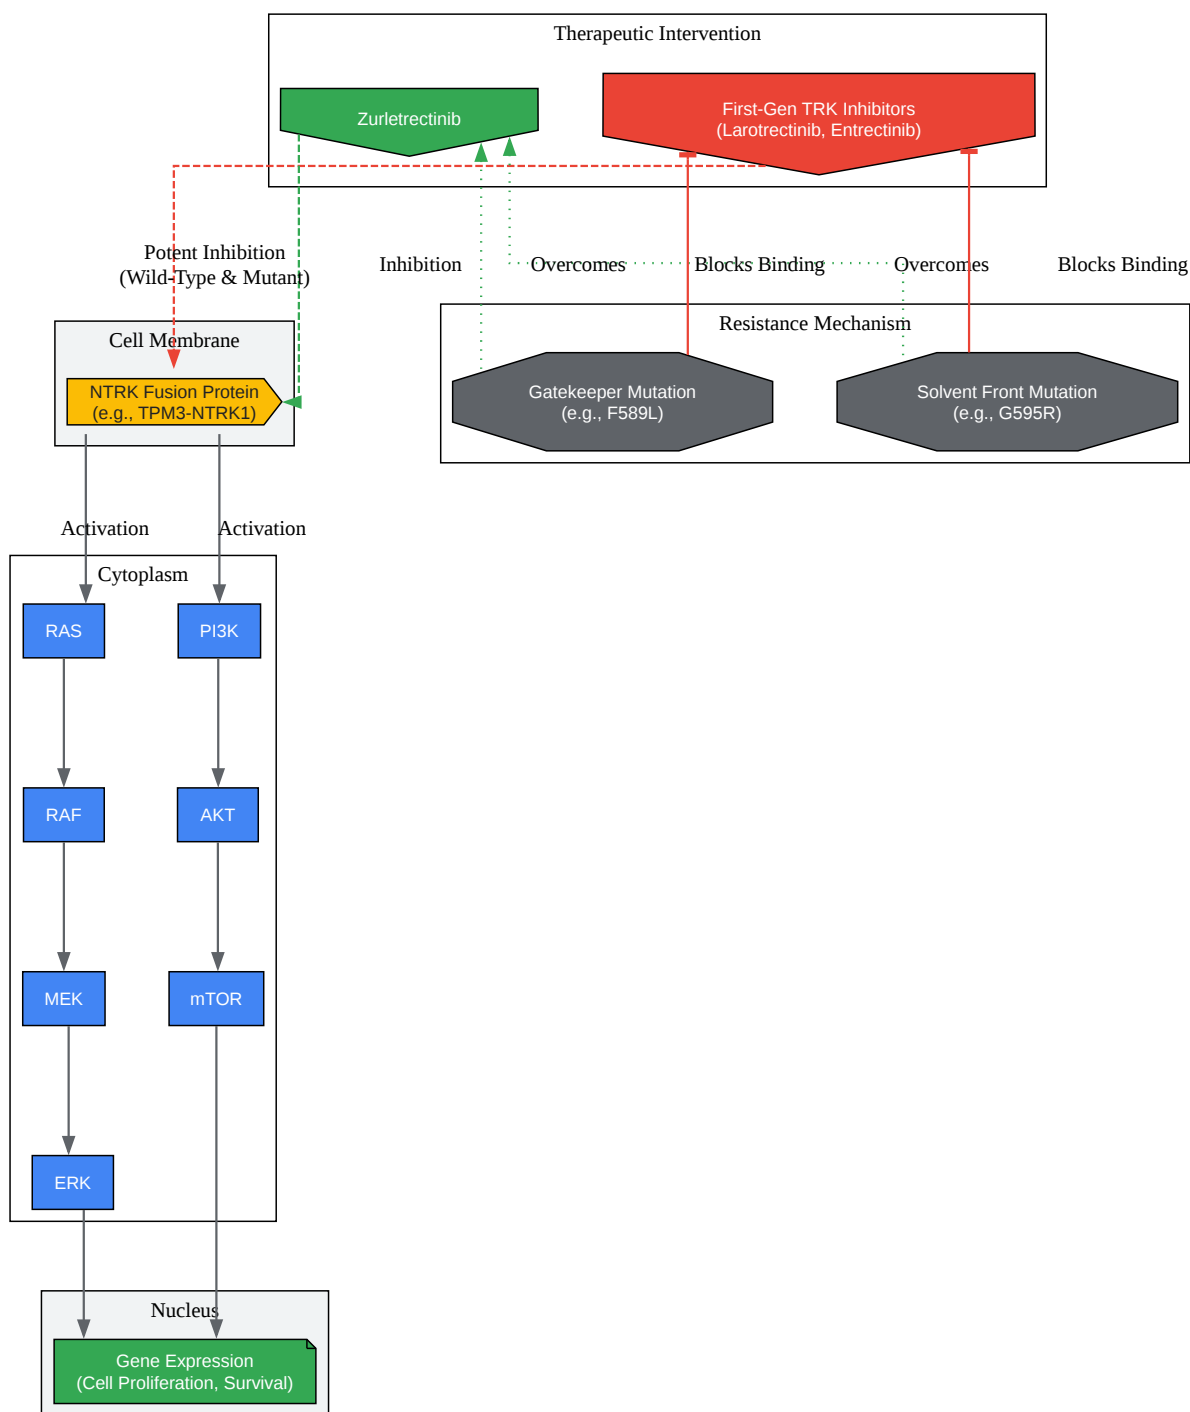 Therapeutic Intervention
Zurletrectinib
First-Gen TRK Inhibitors
(Larotrectinib, Entrectinib)
Potent Inhibition
(Wild-Type & Mutant)
Inhibition
Overcomes
Blocks Binding
Overcomes
Blocks Binding
Cell Membrane
NTRK Fusion Protein
(e.g., TPM3-NTRK1)
Resistance Mechanism
Gatekeeper Mutation
(e.g., F589L)
Solvent Front Mutation
(e.g., G595R)
Activation
Activation
Cytoplasm
RAS
PI3K
RAF
AKT
MEK
mTOR
ERK
Nucleus
Gene Expression
(Cell Proliferation, Survival)